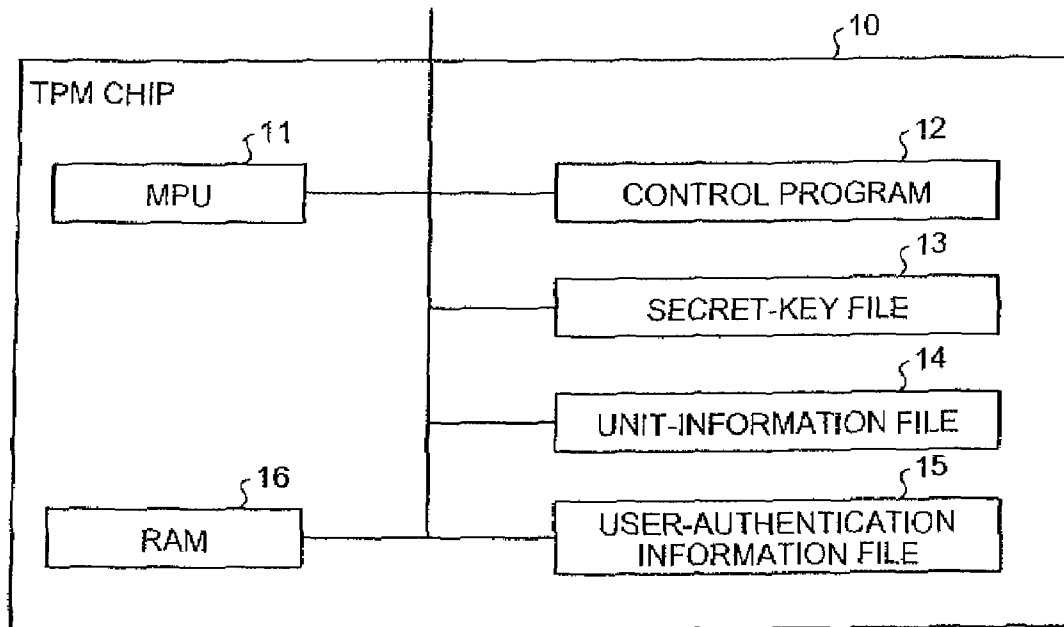 10
TPM CHIP
11
MPU
12
CONTROL PROGRAM
13
SECRET-KEY FILE
14
UNIT-INFORMATION FILE
16
RAM
15
USER-AUTHENTICATION
INFORMATION FILE